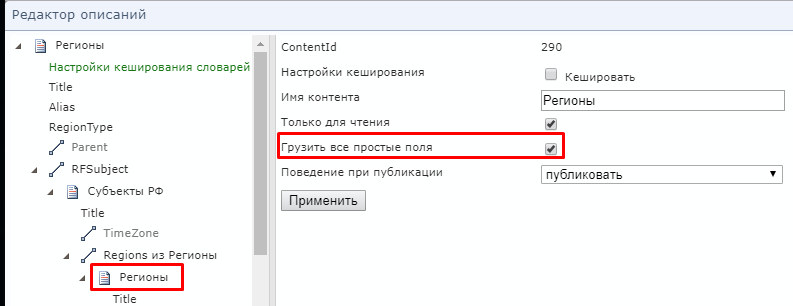 Редактор описаний
Регионы
Настройки кеширования словарей
Title
Alias
RegionType
Parent
RFSubject
Субъекты РФ
Title
TimeZone
Regions из Регионы
Регионы
Title
ContentId 290
Настройки кеширования Кешировать
Имя контента Регионы
Только для чтения
Грузить все простые поля
Поведение при публикации публиковать
Применить